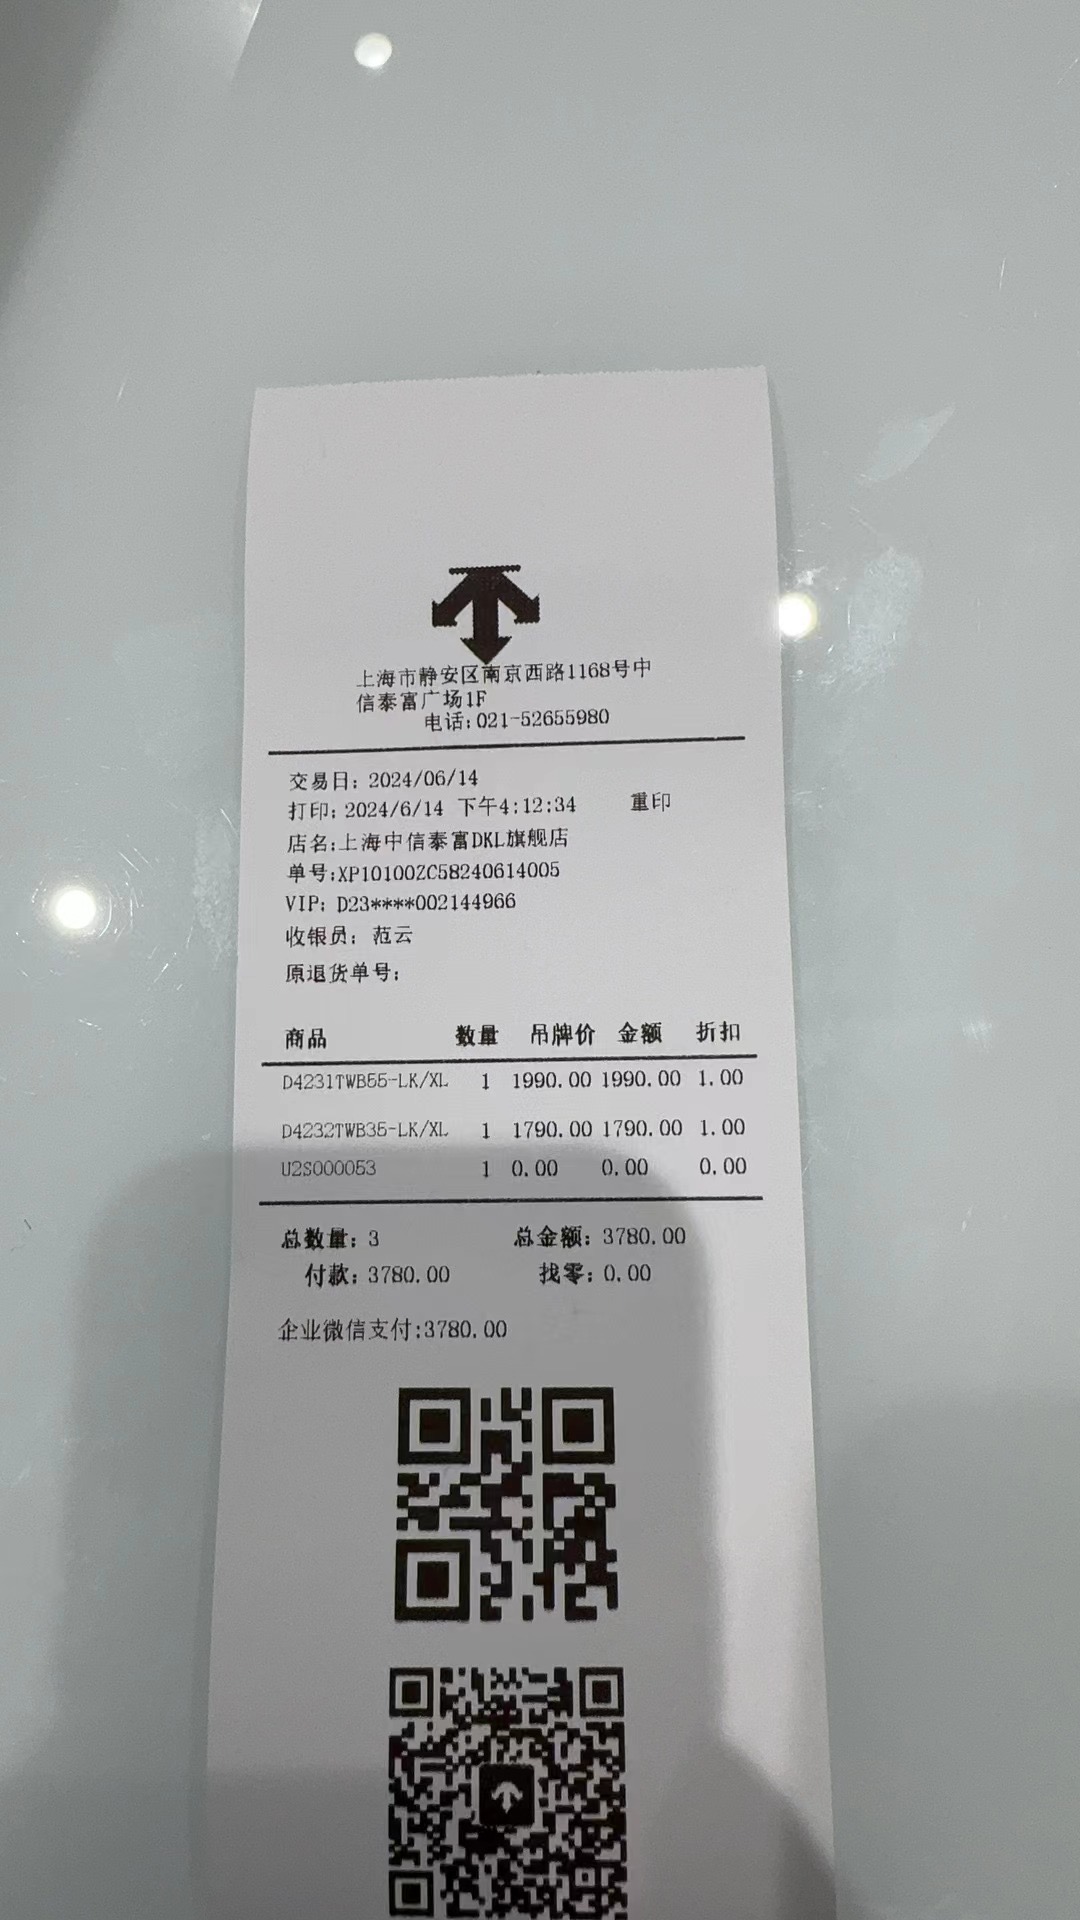 上海市静安区南京西路1168号中
信泰富广场1F
电话:021-52655980
交易日: 2024/06/14
打印: 2024/6/14 下午4:12:34 重印
店名:上海中信泰富DKL旗舰店
单号:XP10100ZC58240614005
VIP: D23****002144966
收银员: 范云
原退货单号:
商品 数量 吊牌价 金额 折扣
D4231TWB55-LK/XL 1 1990.00 1990.00 1.00
D4232TWB35-LK/XL 1 1790.00 1790.00 1.00
U2S000053 1 0.00 0.00 0.00
总数量: 3 总金额: 3780.00
付款: 3780.00 找零: 0.00
企业微信支付:3780.00